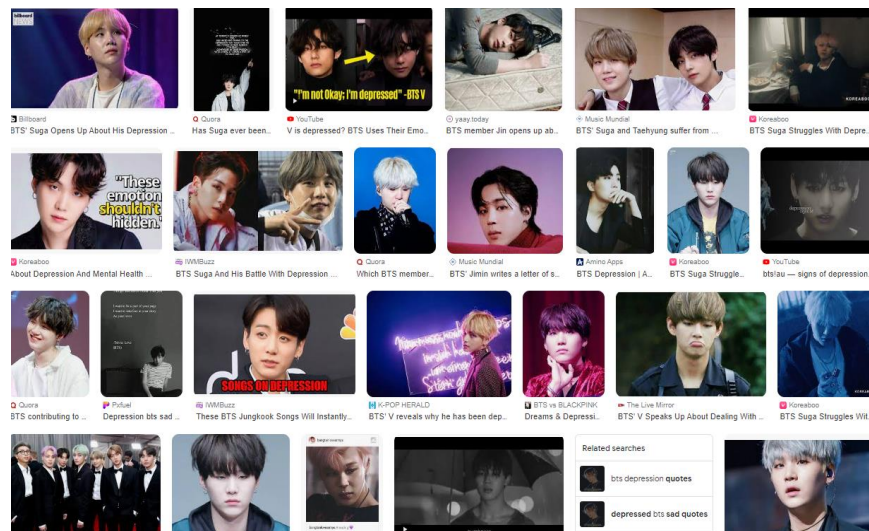 billboard
"I'm not Okay; I'm depressed" -BTS V
KOREABOO
Billboard
Quora
YouTube
yaay.today
Music Mundial
Koreaboo
BTS' Suga Opens Up About His Depression ..
Has Suga ever been..
V is depressed? BTS Uses Their Emo..
BTS member Jin opens up ab..
BTS' Suga and Taehyung suffer from ...
BTS Suga Struggles With Depre..
"These
emotion
shouldn't
hidden."
depression
Koreaboo
IWMBuzz
Quora
Music Mundial
Amino Apps
Koreaboo
YouTube
About Depression And Mental Health ...
BTS Suga And His Battle With Depression ...
Which BTS member..
BTS' Jimin writes a letter of s..
BTS Depression | A..
BTS Suga Struggle..
bts!au — signs of depression
SONGS ON DEPRESSION
Quora
Pixfuel
IWMBuzz
K-POP HERALD
BTS vs BLACKPINK
The Live Mirror
Koreaboo
BTS contributing to ..
Depression bts sad ...
These BTS Jungkook Songs Will Instantly..
BTS' V reveals why he has been dep..
Dreams & Depressi..
BTS' V Speaks Up About Dealing With ...
BTS Suga Struggles Wit
Related searches
bts depression quotes
depressed bts sad quotes